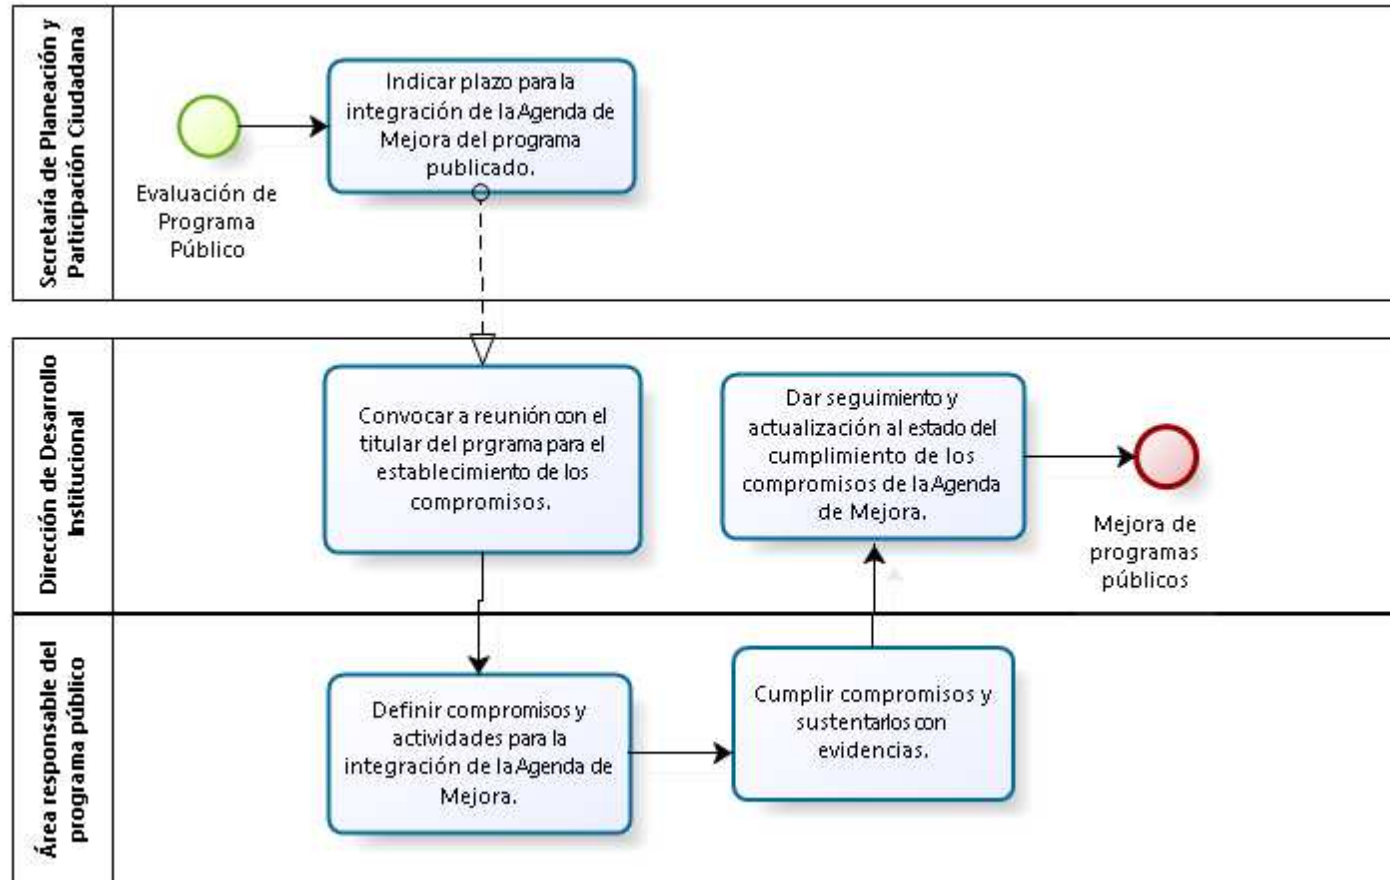 Secretaría de Planeación y
Participación Ciudadana
Evaluación de
Programa
Público
Indicar plazo para la
integración de la Agenda de
Mejora del programa
publicado.
Dirección de Desarrollo
Institucional
Convocar a reunión con el
titular del prgrama para el
establecimiento de los
compromisos.
Dar seguimiento y
actualización al estado del
cumplimiento de los
compromisos de la Agenda
de Mejora.
Mejora de
programas
públicos
Área responsable del
programa público
Definir compromisos y
actividades para la
integración de la Agenda de
Mejora.
Cumplir compromisos y
sustentarlos con
evidencias.